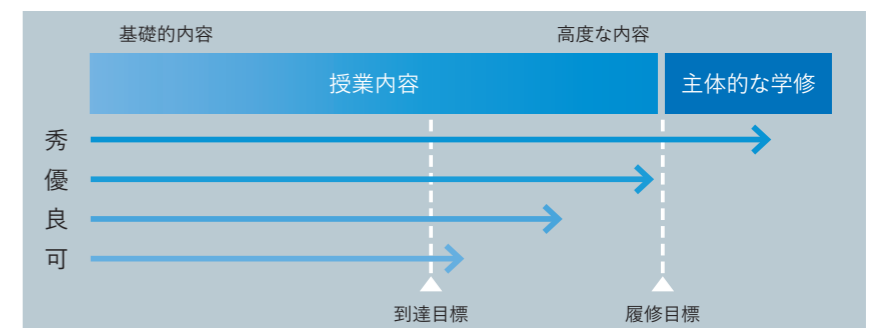 基礎的内容
高度な内容
授業内容
主体的な学修
秀
優
良
可
到達目標
履修目標